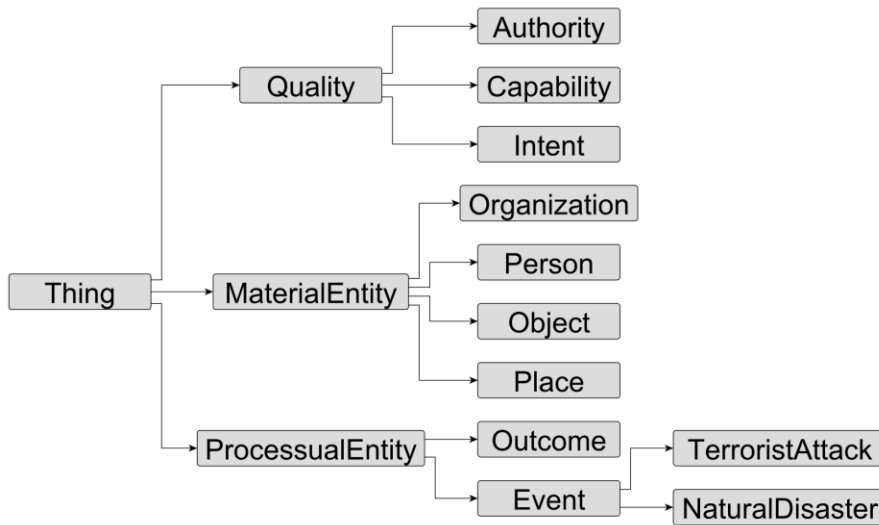 Authority
Quality
Capability
Intent
Organization
Person
Thing
MaterialEntity
Object
Place
ProcessualEntity
Outcome
TerroristAttack
Event
NaturalDisaster